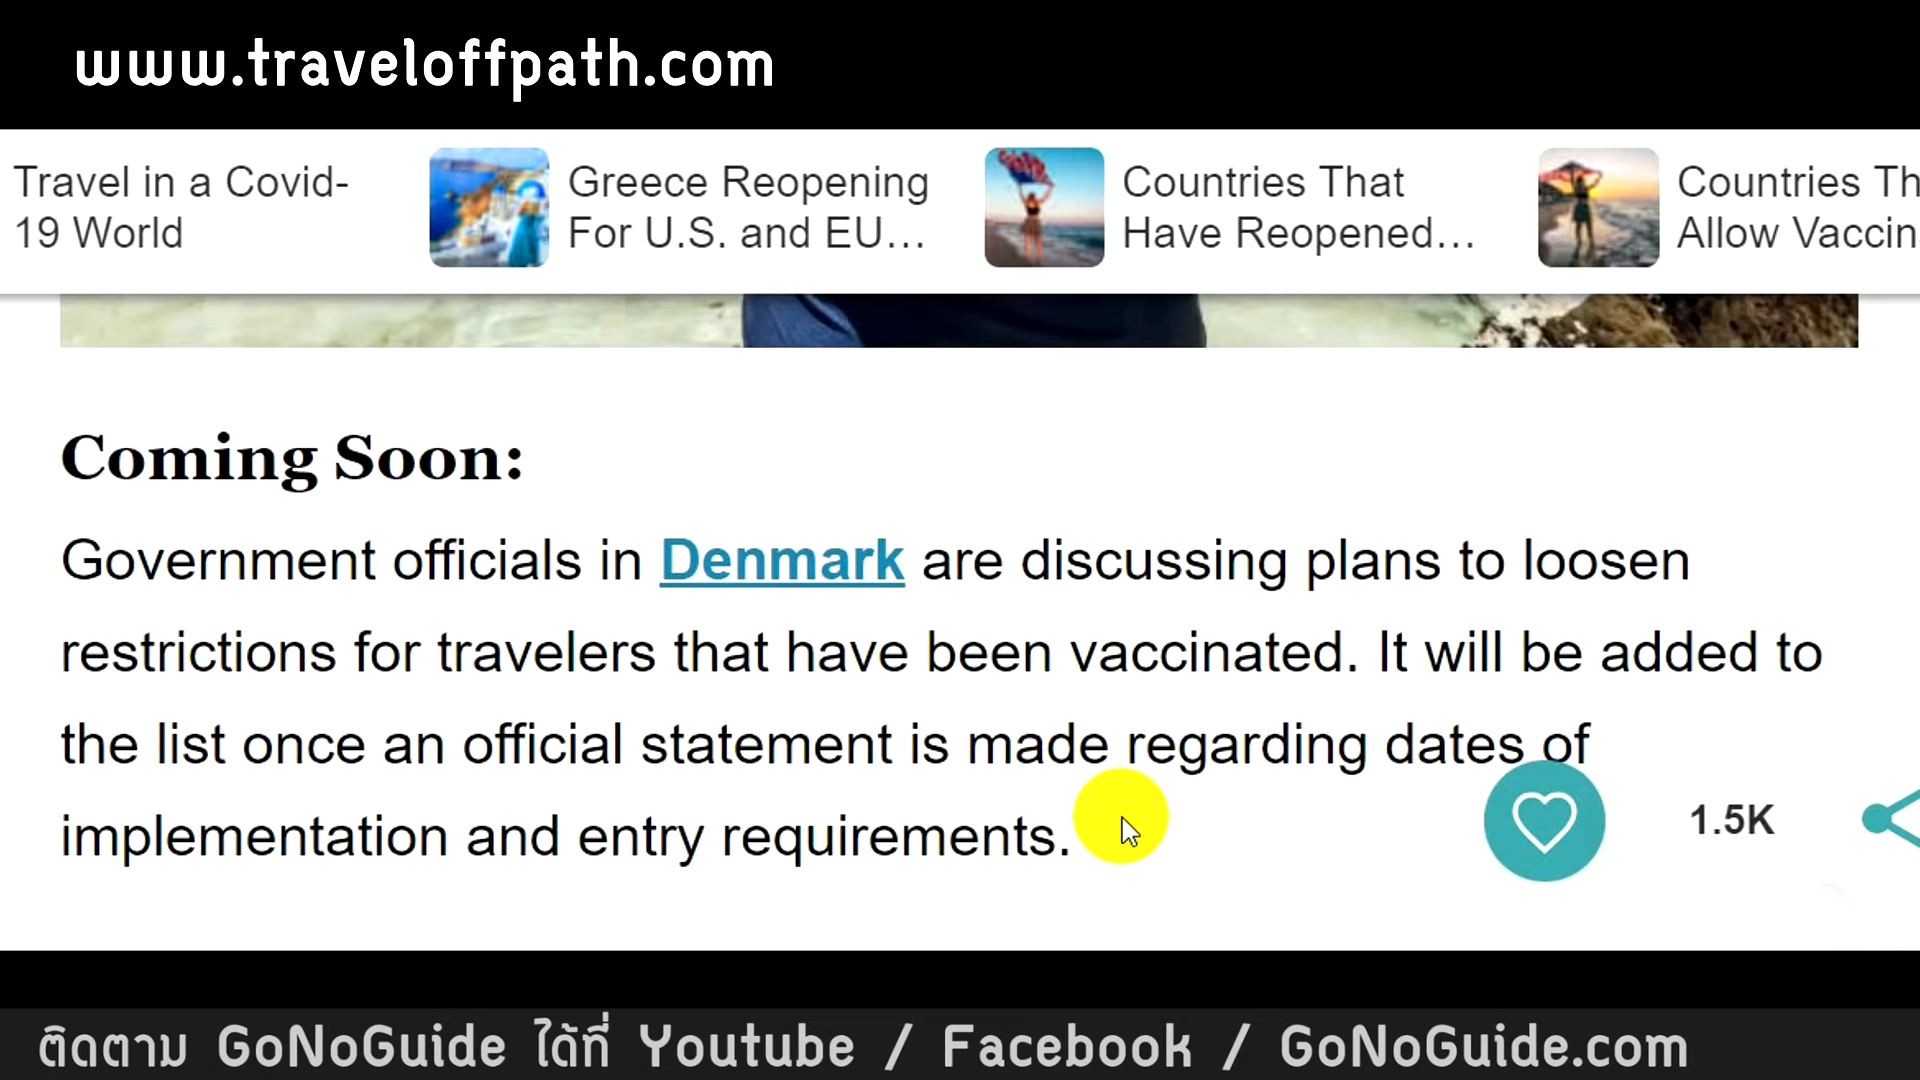 www.traveloffpath.com
Travel in a Covid-
19 World
Greece Reopening
For U.S. and EU...
Countries That
Have Reopened...
Countries Th
Allow Vaccin
Coming Soon:
Government officials in Denmark are discussing plans to loosen
restrictions for travelers that have been vaccinated. It will be added to
the list once an official statement is made regarding dates of
implementation and entry requirements.
1.5K
ติดตาม GoNoGuide ได้ที่ Youtube / Facebook / GoNoGuide.com